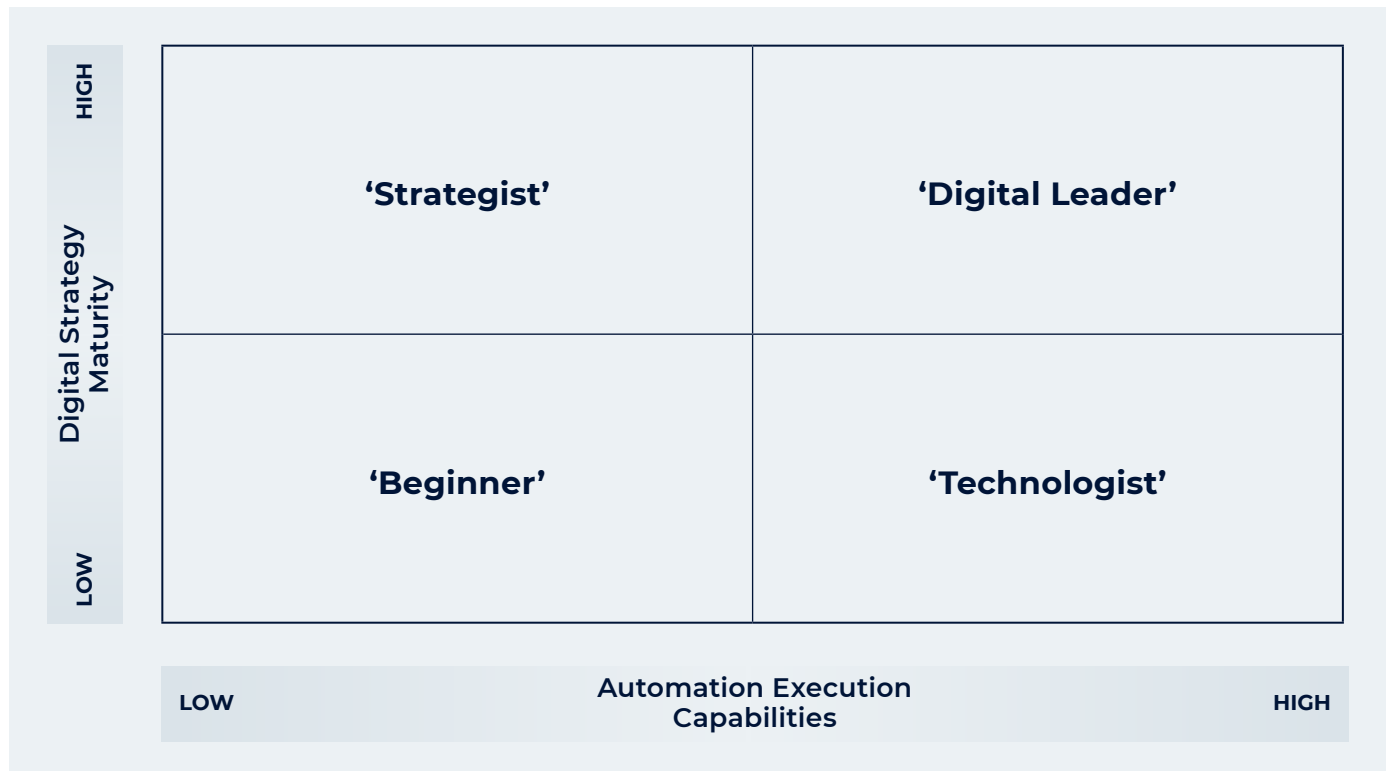 HIGH
‘Strategist’
‘Digital Leader’
Digital Strategy
Maturity
‘Beginner’
‘Technologist’
LOW
LOW
Automation Execution
Capabilities
HIGH